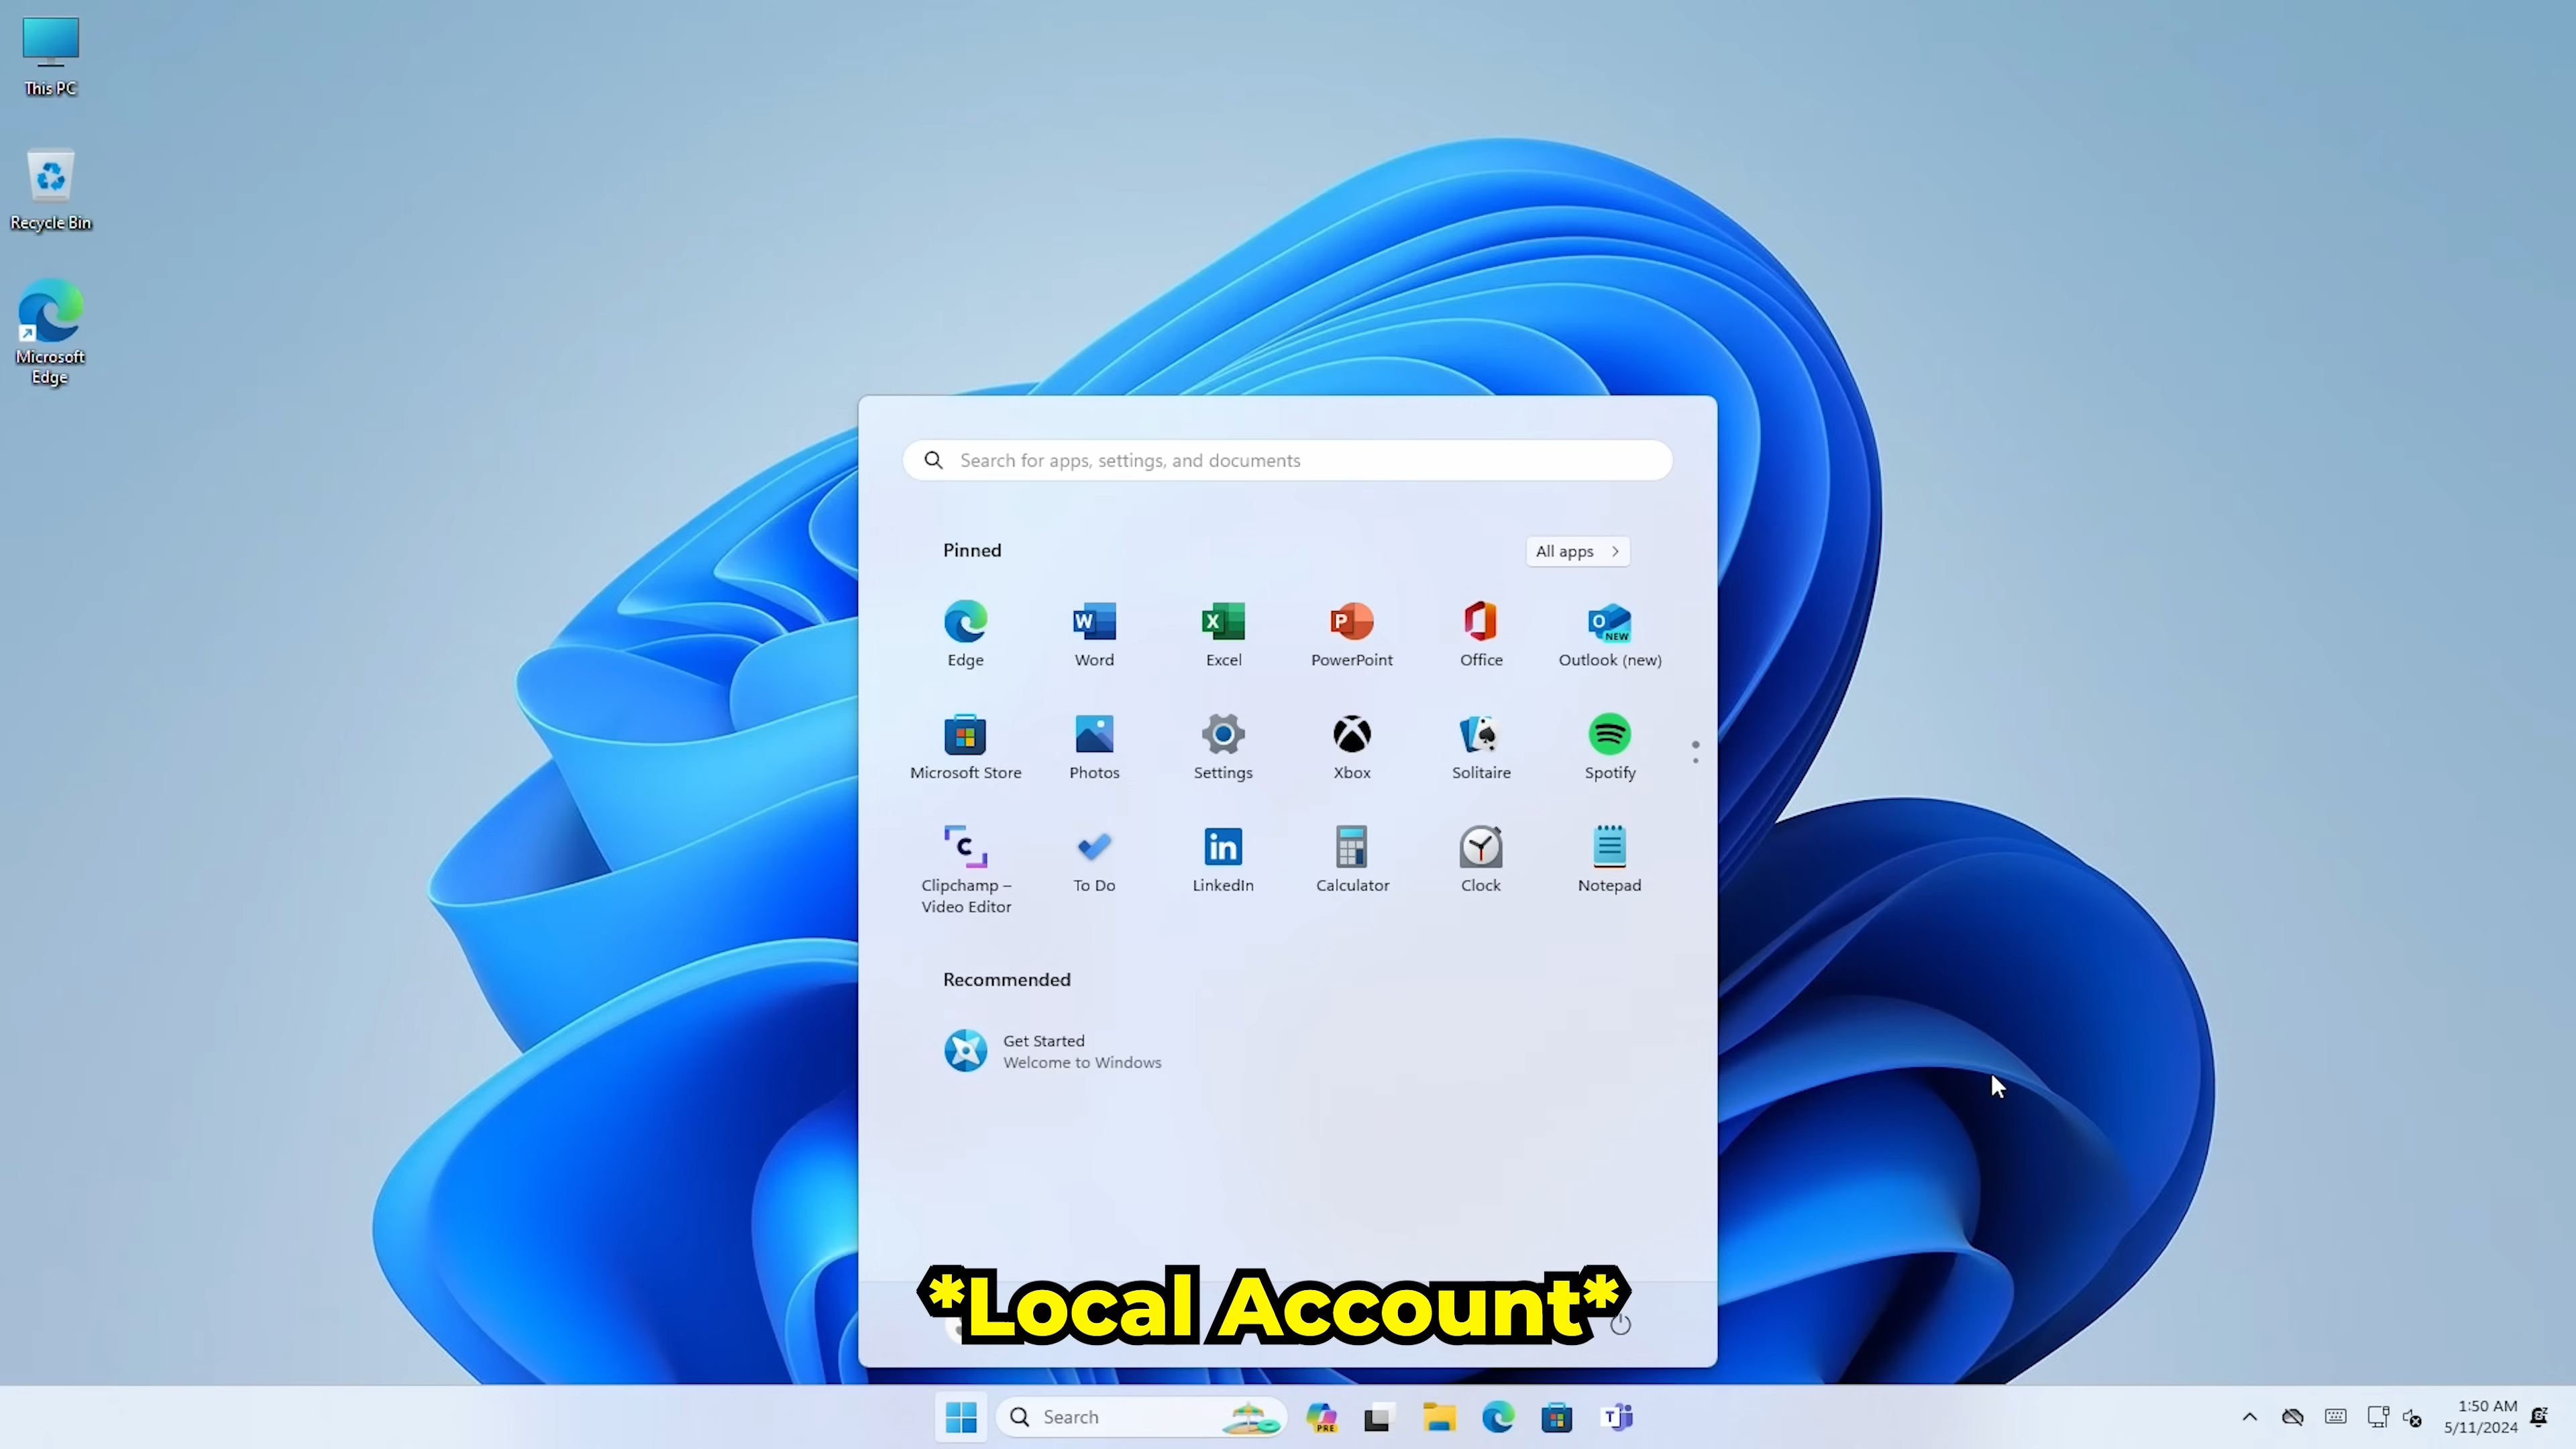 This PC
Recycle Bin
Microsoft
Edge
Search for apps, settings, and documents
Pinned
All apps
Edge
Word
Excel
PowerPoint
Office
Outlook (new)
Microsoft Store
Photos
Settings
Xbox
Solitaire
Spotify
Clipchamp –
Video Editor
To Do
LinkedIn
Calculator
Clock
Notepad
Recommended
Get Started
Welcome to Windows
*Local Account*
Search
PRE
1:50 AM
5/11/2024